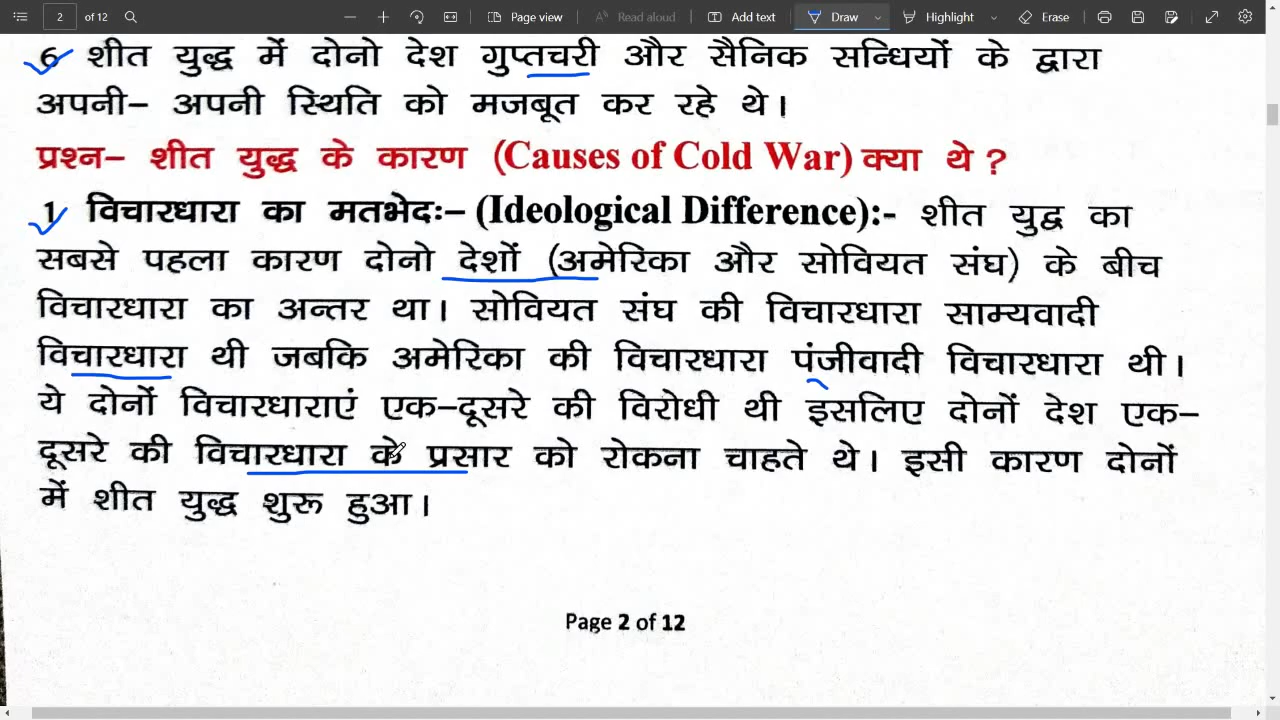 2 of 12 Page view Read aloud Add text Draw Highlight Erase
6 शीत युद्ध में दोनो देश गुप्तचरी और सैनिक सन्धियों के द्वारा
अपनी– अपनी स्थिति को मजबूत कर रहे थे।
प्रश्न– शीत युद्ध के कारण (Causes of Cold War) क्या थे ?
1 विचारधारा का मतभेदः– (Ideological Difference):- शीत युद्व का
सबसे पहला कारण दोनो देशों (अमेरिका और सोवियत संघ) के बीच
विचारधारा का अन्तर था। सोवियत संघ की विचारधारा साम्यवादी
विचारधारा थी जबकि अमेरिका की विचारधारा पंजीवादी विचारधारा थी।
ये दोनों विचारधाराएं एक–दूसरे की विरोधी थी इसलिए दोनों देश एक–
दूसरे की विचारधारा के प्रसार को रोकना चाहते थे। इसी कारण दोनों
में शीत युद्ध शुरू हुआ।
Page 2 of 12